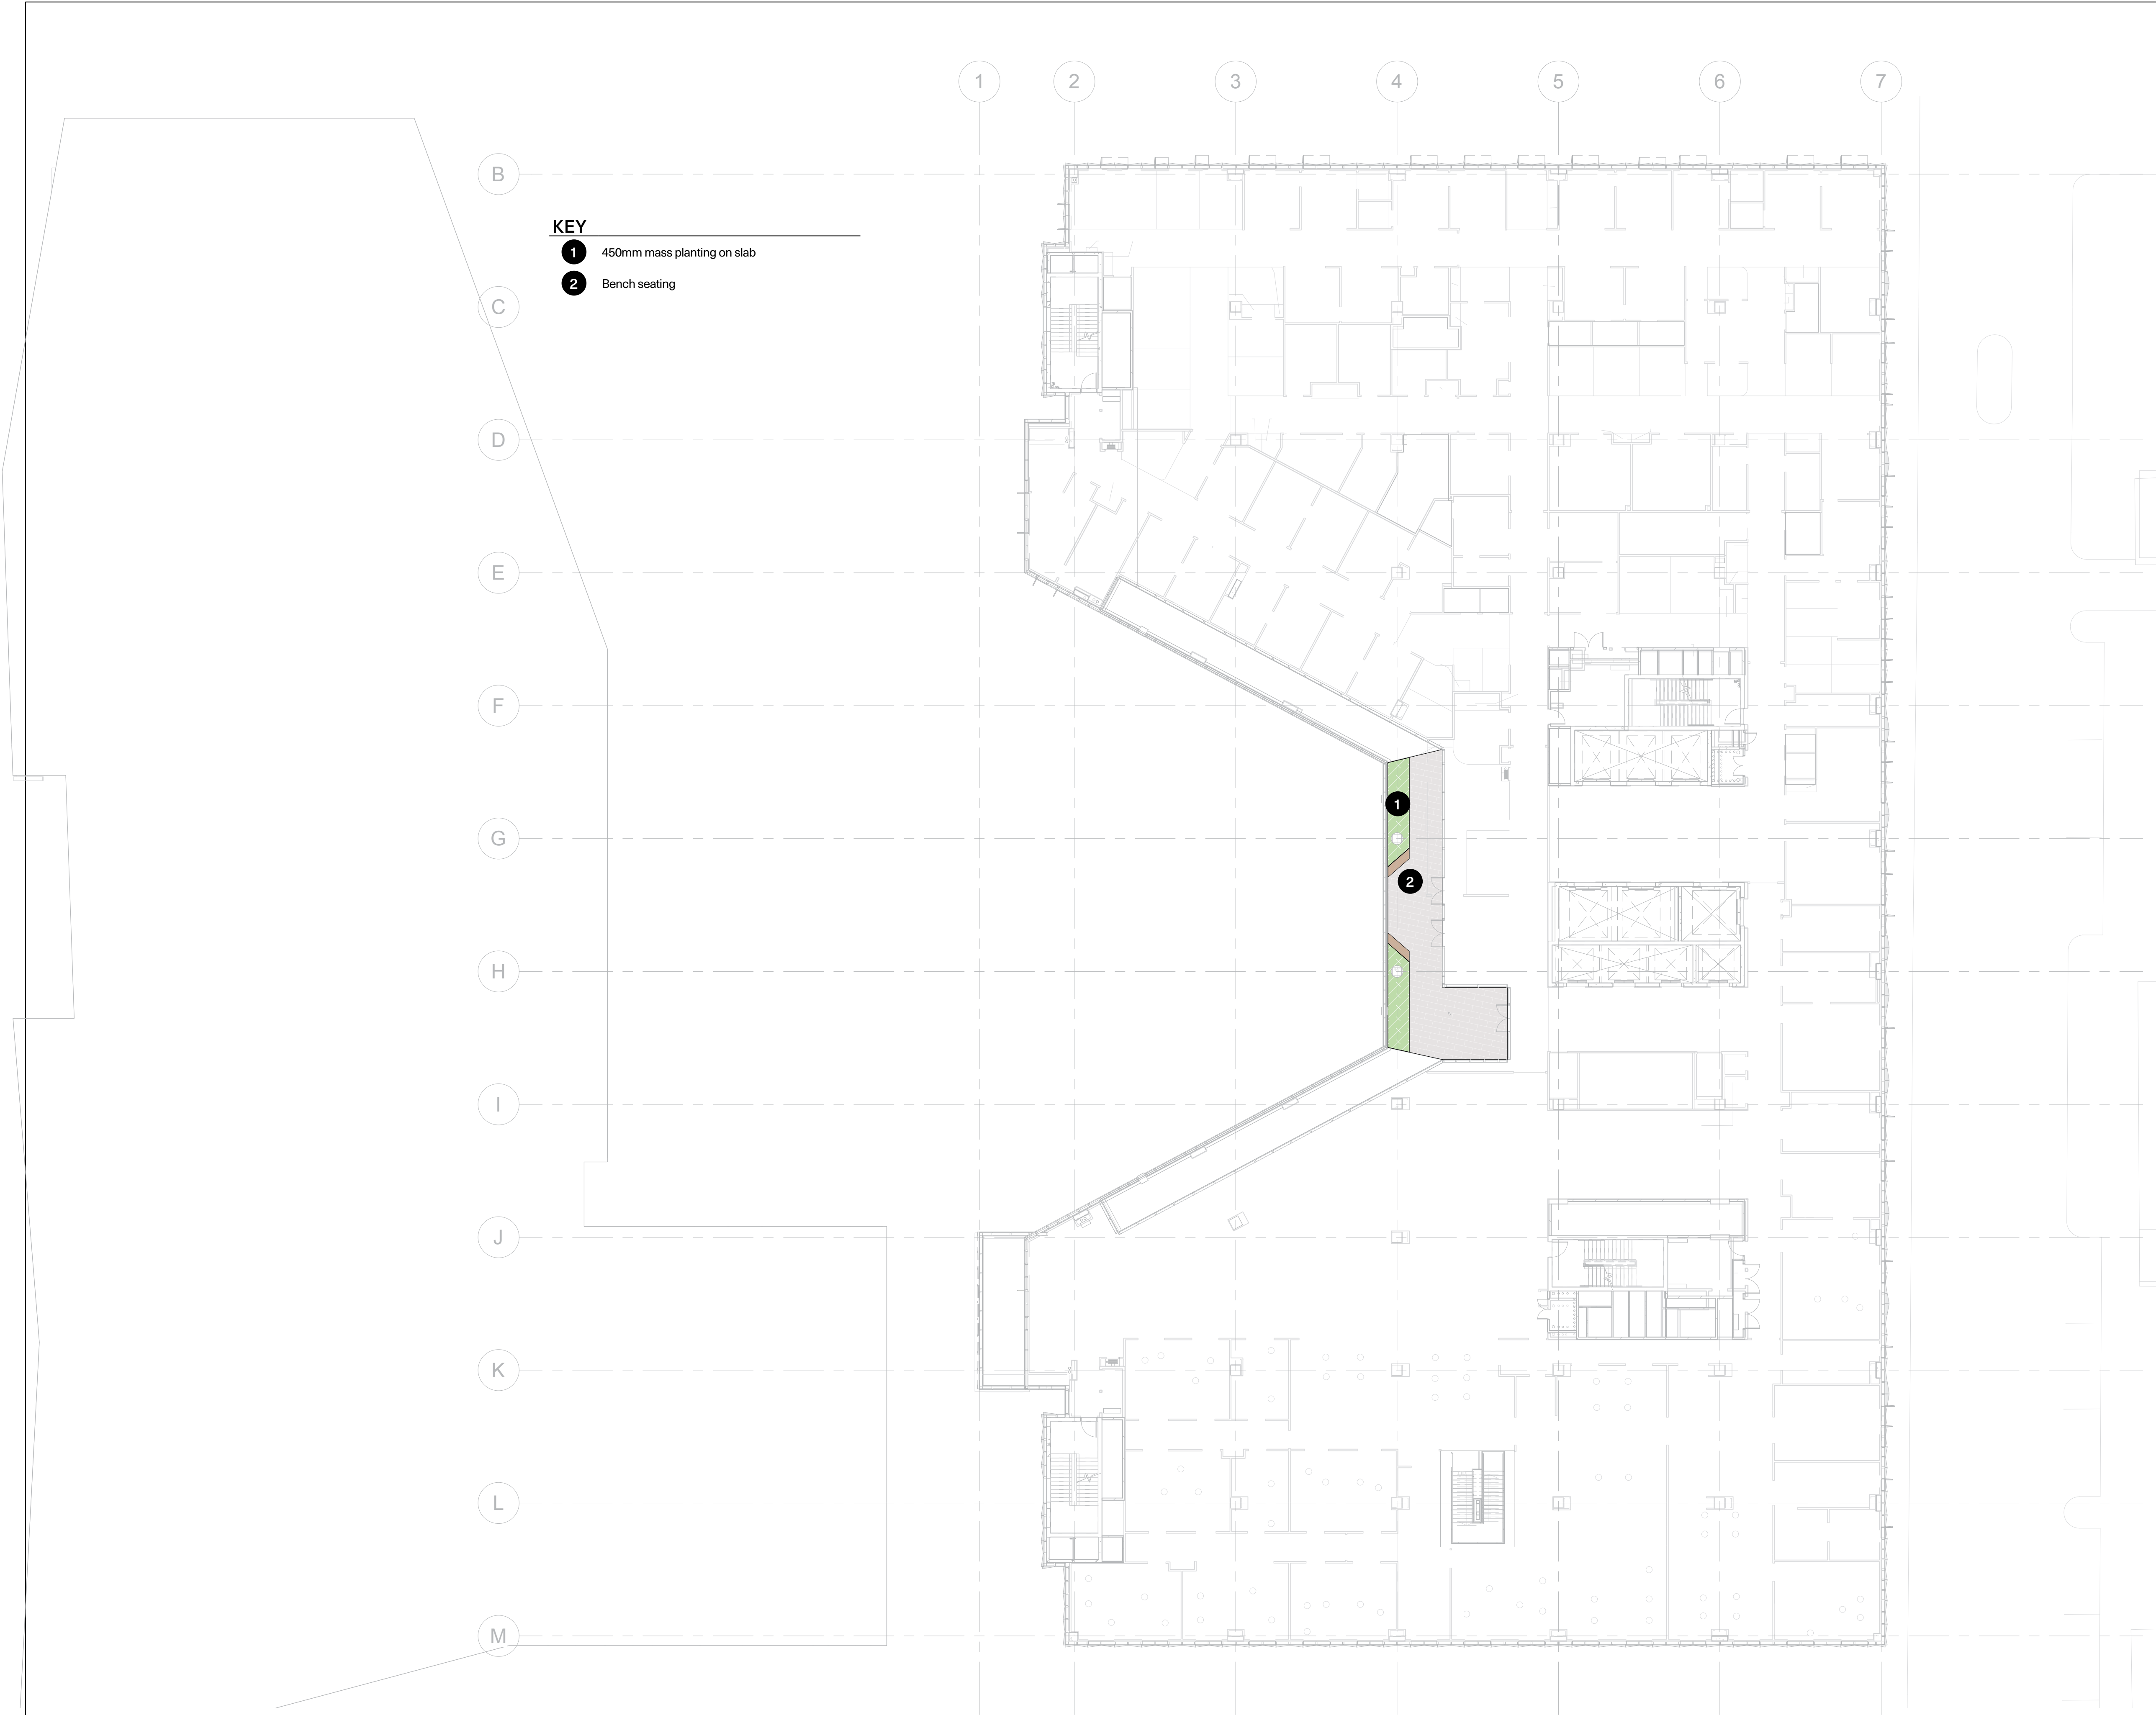 1 2 3 4 5 6 7
B
KEY
1 450mm mass planting on slab
2 Bench seating
C
D
E
F
1
G
2
H
I
J
K
L
M